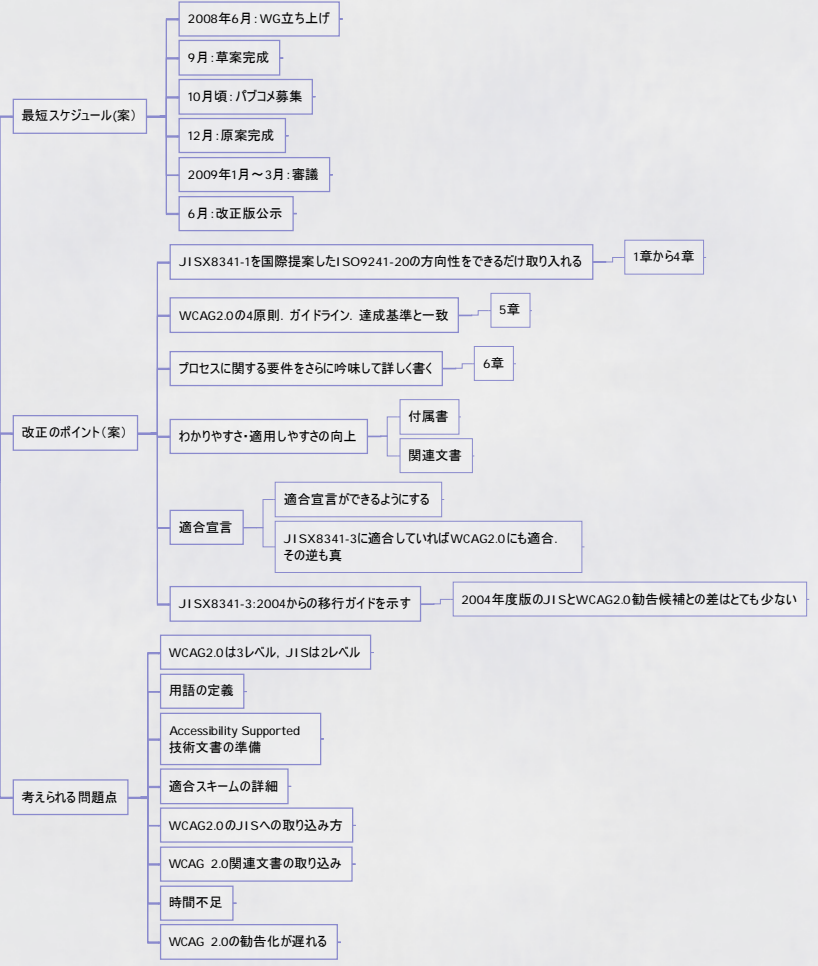 最短スケジュール(案)
2008年6月:WG立ち上げ
9月:草案完成
10月頃:パブコメ募集
12月:原案完成
2009年1月～3月:審議
6月:改正版公示
改正のポイント(案)
JISX8341-1を国際提案したISO9241-20の方向性をできるだけ取り入れる
1章から4章
WCAG2.0の4原則．ガイドライン．達成基準と一致
5章
プロセスに関する要件をさらに吟味して詳しく書く
6章
わかりやすさ・適用しやすさの向上
付属書
関連文書
適合宣言
適合宣言ができるようにする
JISX8341-3に適合していればWCAG2.0にも適合．
その逆も真
JISX8341-3:2004からの移行ガイドを示す
2004年度版のJISとWCAG2.0勧告候補との差はとても少ない
考えられる問題点
WCAG2.0は3レベル，JISは2レベル
用語の定義
Accessibility Supported
技術文書の準備
適合スキームの詳細
WCAG2.0のJISへの取り込み方
WCAG 2.0関連文書の取り込み
時間不足
WCAG 2.0の勧告化が遅れる